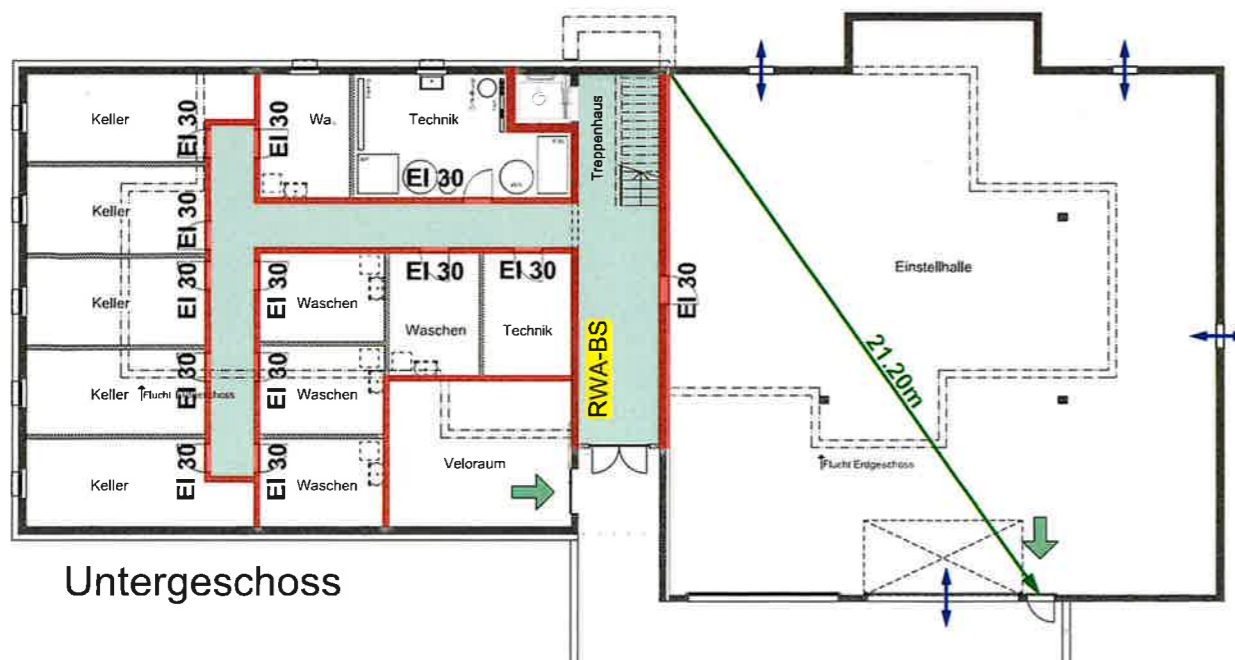 Keller
EI 30
EI 30
Wa.
Technik
EI 30
Treppenhaus
Keller
EI 30
Keller
EI 30
EI 30
Waschen
EI 30
Waschen
EI 30
Technik
EI 30
Einstellhalle
21.20m
RWA-BS
Keller
Flucht Erdgeschoss
EI 30
EI 30
Waschen
Keller
EI 30
EI 30
Waschen
Veloraum
Flucht Erdgeschoss
Untergeschoss